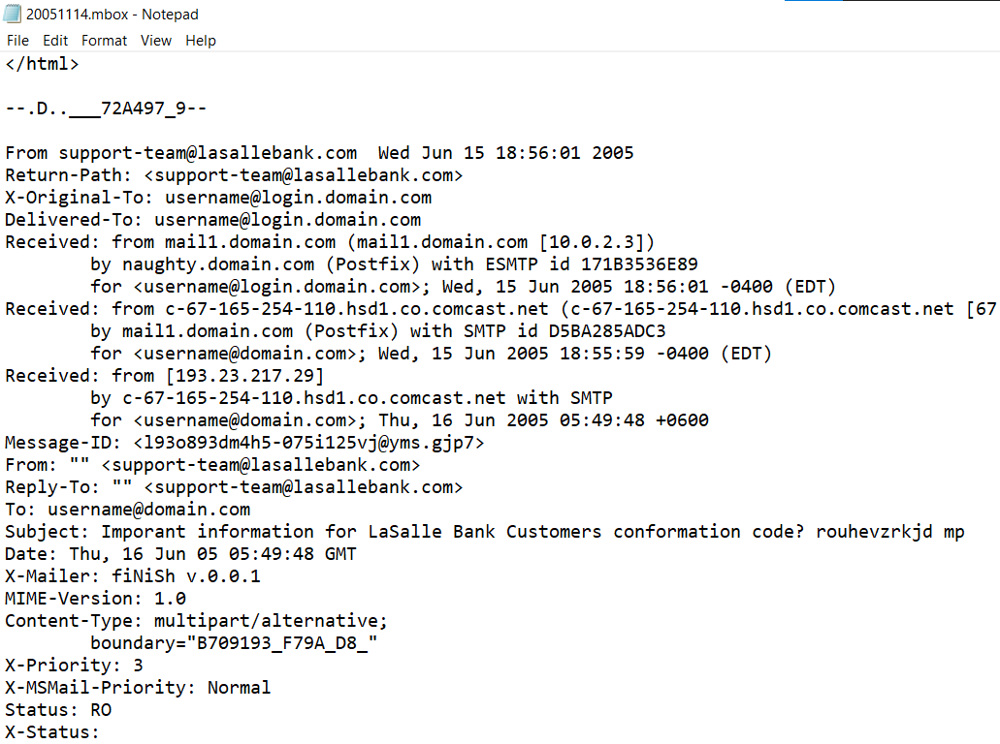 20051114.mbox - Notepad
File Edit Format View Help
</html>
--.D..___72A497_9--
From support-team@lasallebank.com  Wed Jun 15 18:56:01 2005
Return-Path: <support-team@lasallebank.com>
X-Original-To: username@login.domain.com
Delivered-To: username@login.domain.com
Received: from mail1.domain.com (mail1.domain.com [10.0.2.3])
        by naughty.domain.com (Postfix) with ESMTP id 171B3536E89
        for <username@login.domain.com>; Wed, 15 Jun 2005 18:56:01 -0400 (EDT)
Received: from c-67-165-254-110.hsd1.co.comcast.net (c-67-165-254-110.hsd1.co.comcast.net [67
        by mail1.domain.com (Postfix) with SMTP id D5BA285ADC3
        for <username@domain.com>; Wed, 15 Jun 2005 18:55:59 -0400 (EDT)
Received: from [193.23.217.29]
        by c-67-165-254-110.hsd1.co.comcast.net with SMTP
        for <username@domain.com>; Thu, 16 Jun 2005 05:49:48 +0600
Message-ID: <l93o893dm4h5-075i125vj@yms.gjp7>
From: "" <support-team@lasallebank.com>
Reply-To: "" <support-team@lasallebank.com>
To: username@domain.com
Subject: Imporant information for LaSalle Bank Customers conformation code? rouhevzrkjd mp
Date: Thu, 16 Jun 05 05:49:48 GMT
X-Mailer: fiNiSh v.0.0.1
MIME-Version: 1.0
Content-Type: multipart/alternative;
        boundary="B709193_F79A_D8_"
X-Priority: 3
X-MSMail-Priority: Normal
Status: RO
X-Status: